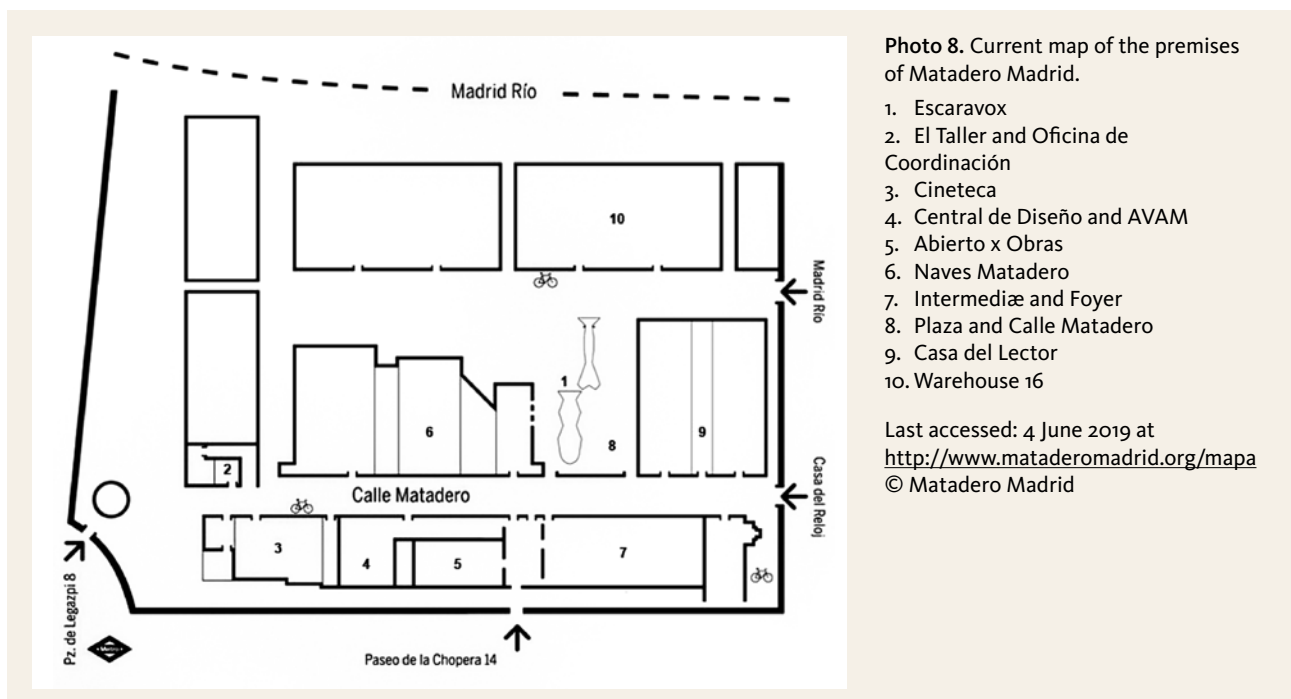 Madrid Río
10
Madrid Río
1
6
8
9
2
Casa del Reloj
Calle Matadero
3
4
5
7
Pz. de Legazpi 8
Metro
Paseo de la Chopera 14
Photo 8. Current map of the premises
of Matadero Madrid.
1. Escaravox
2. El Taller and Oficina de
Coordinación
3. Cineteca
4. Central de Diseño and AVAM
5. Abierto x Obras
6. Naves Matadero
7. Intermediæ and Foyer
8. Plaza and Calle Matadero
9. Casa del Lector
10. Warehouse 16
Last accessed: 4 June 2019 at
http://www.mataderomadrid.org/mapa
© Matadero Madrid